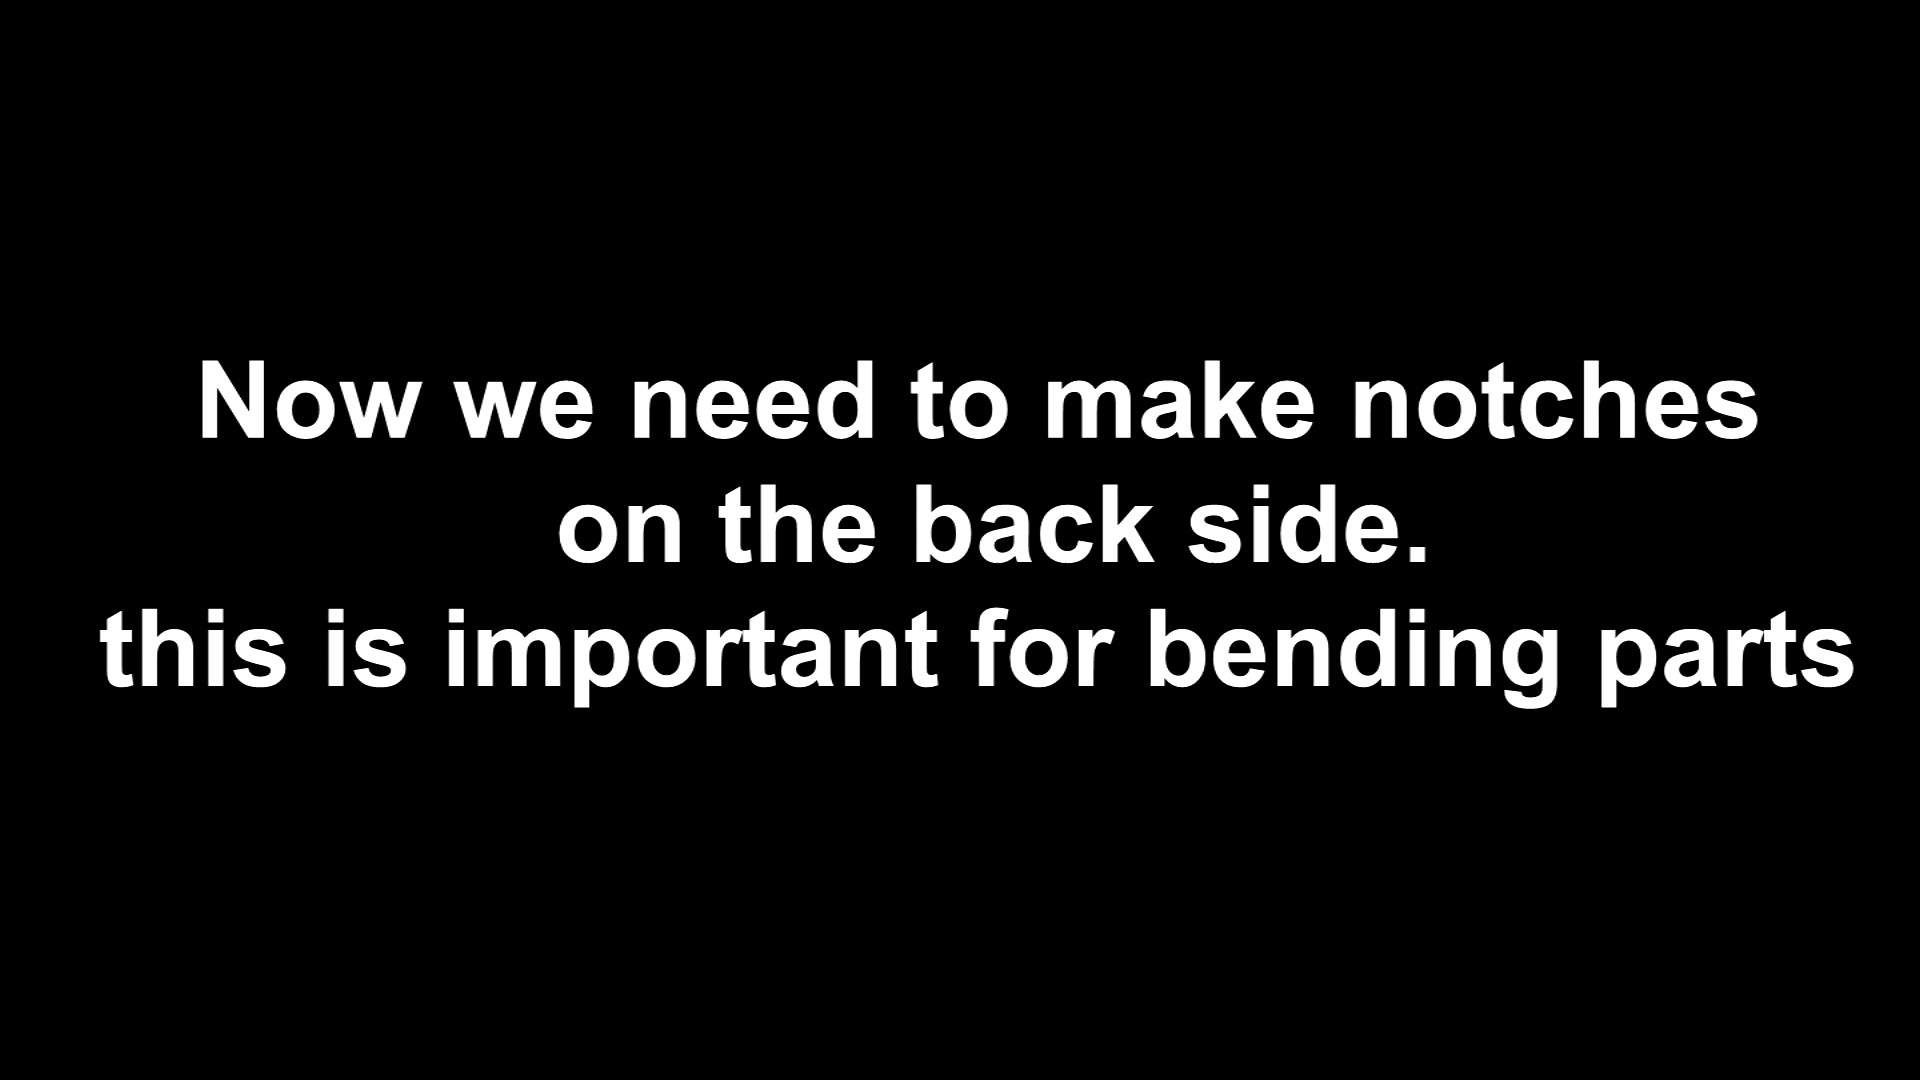 Now we need to make notches
on the back side.
this is important for bending parts